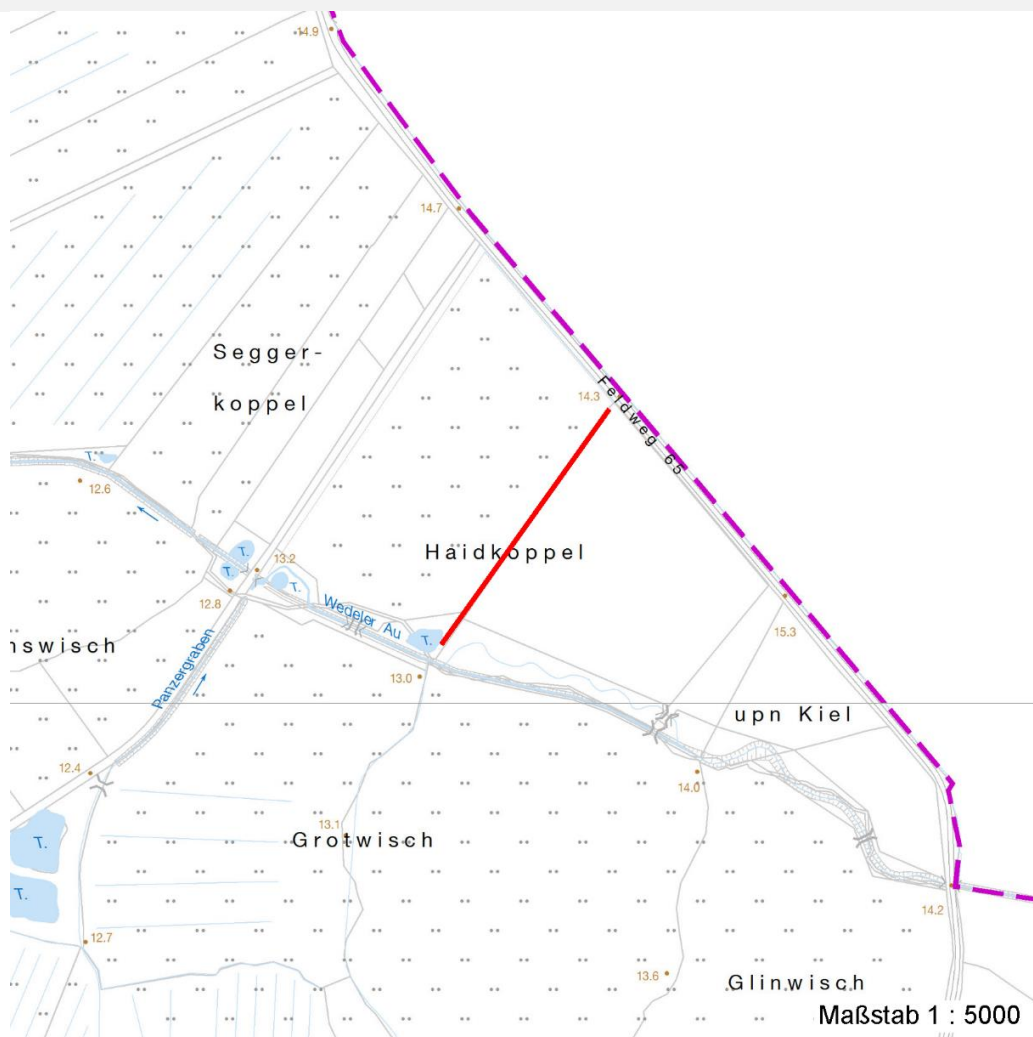 14.9
14.7
Segger-
koppel
14.3
Feldweg 65
T.
12.6
Haidkoppel
T.
13.2
T.
T.
12.8
Wedeler Au
T.
15.3
nswisch
Panzergraben
13.0
upn Kiel
12.4
14.0
13.1
Grotwisch
T.
T.
14.2
12.7
13.6
Glinwisch
Maßstab 1 : 5000